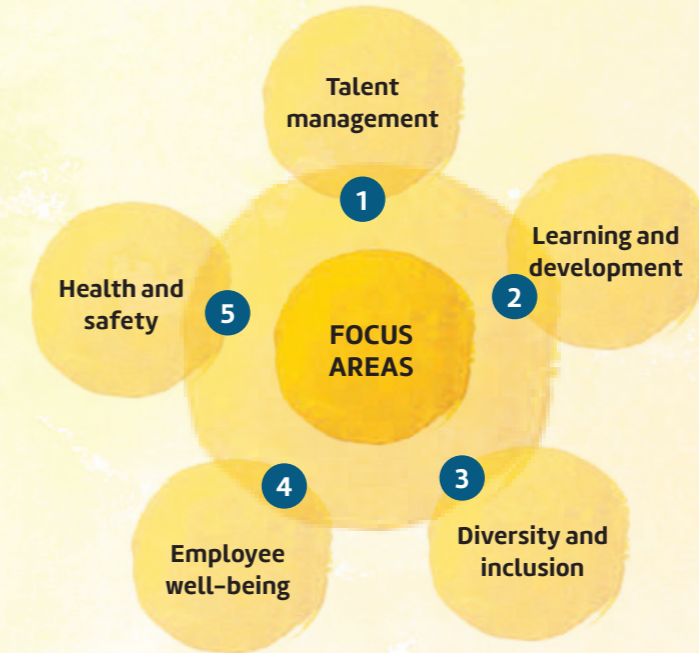 Talent
management
1
Learning and
development
2
Health and
safety
5
FOCUS
AREAS
3
Diversity and
inclusion
4
Employee
well-being